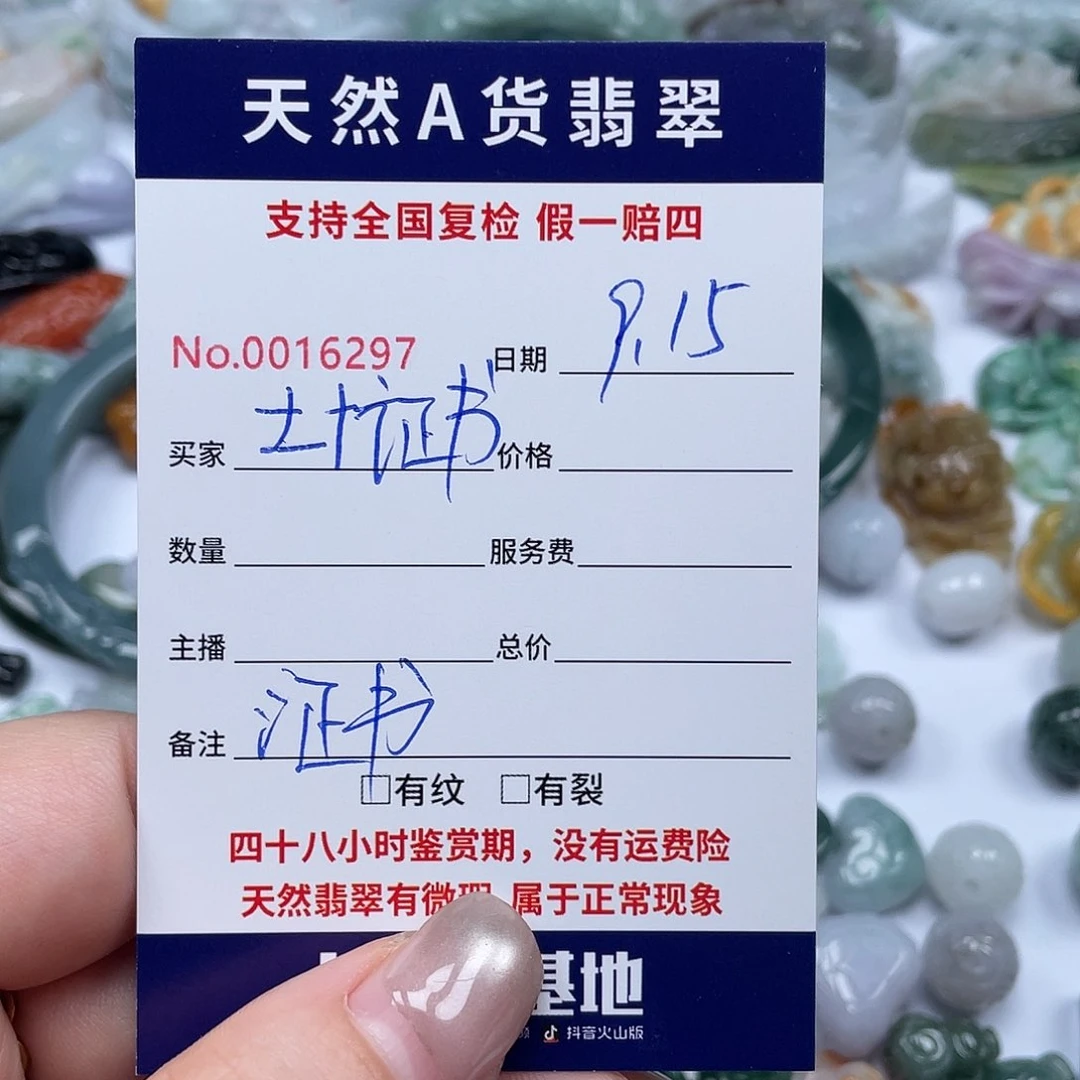 天然A货翡翠
支持全国复检 假一赔四
No.0016297 日期 9.15
买家 士十证书 价格
数量 服务费
主播 总价
备注 证书
□有纹 □有裂
四十八小时鉴赏期，没有运费险
天然翡翠有微瑕 属于正常现象
基地
抖音火山版